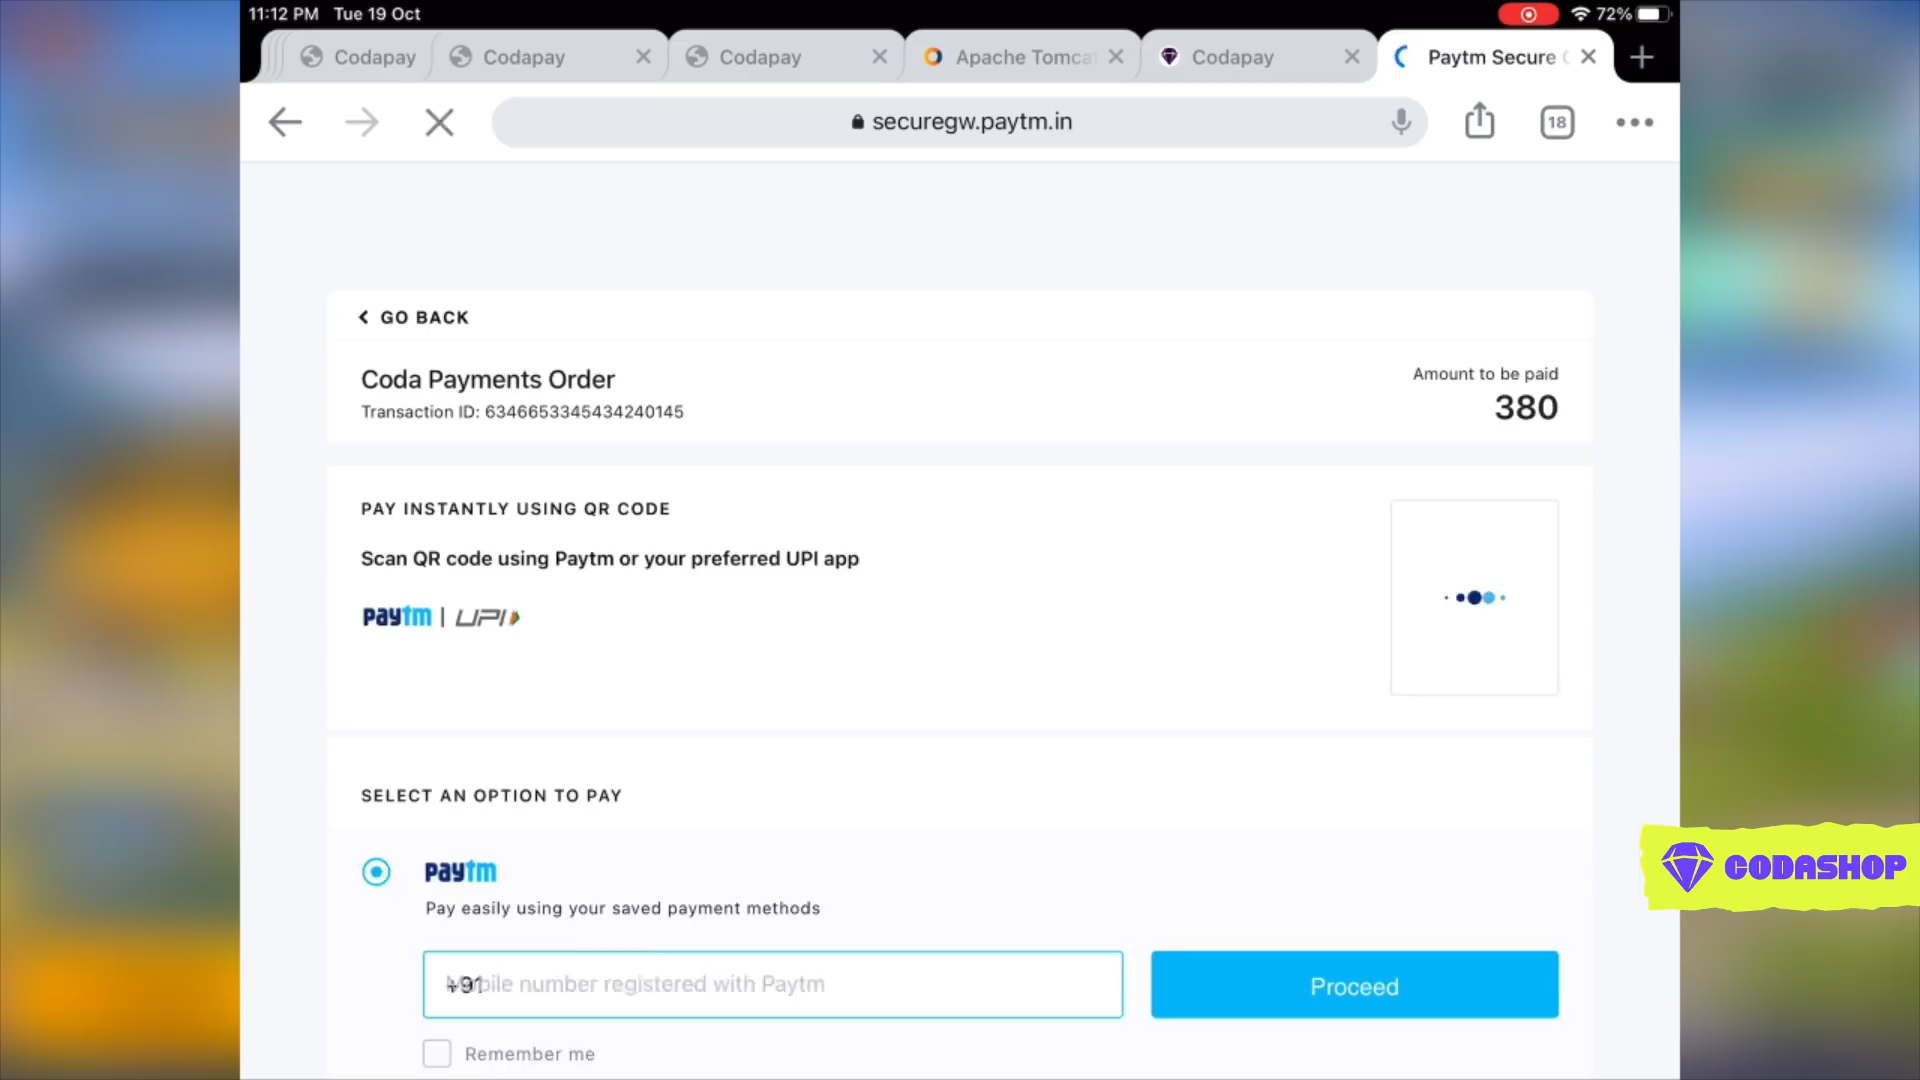 11:12 PM Tue 19 Oct 72%
Codapay Codapay Codapay Apache Tomca Codapay Paytm Secure
securegw.paytm.in 18
GO BACK
Coda Payments Order
Transaction ID: 6346653345434240145
Amount to be paid
380
PAY INSTANTLY USING QR CODE
Scan QR code using Paytm or your preferred UPI app
paytm | UPI
SELECT AN OPTION TO PAY
paytm
Pay easily using your saved payment methods
+91 Mobile number registered with Paytm
Proceed
Remember me
CODASHOP